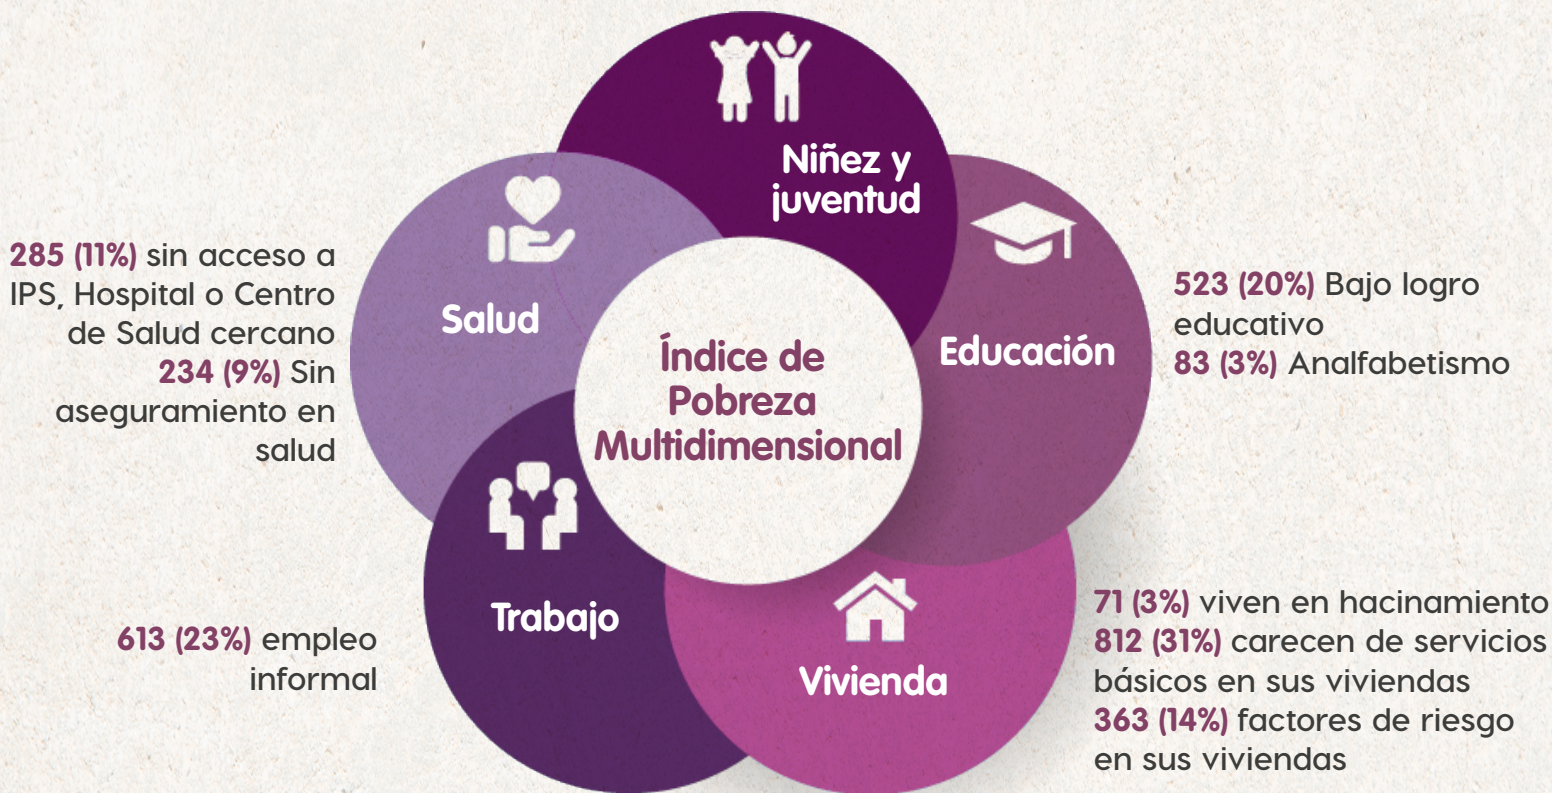 Niñez y
juventud
285 (11%) sin acceso a
IPS, Hospital o Centro
de Salud cercano
234 (9%) Sin
aseguramiento en
salud
Salud
Índice de
Pobreza
Multidimensional
Educación
523 (20%) Bajo logro
educativo
83 (3%) Analfabetismo
613 (23%) empleo
informal
Trabajo
Vivienda
71 (3%) viven en hacinamiento
812 (31%) carecen de servicios
básicos en sus viviendas
363 (14%) factores de riesgo
en sus viviendas